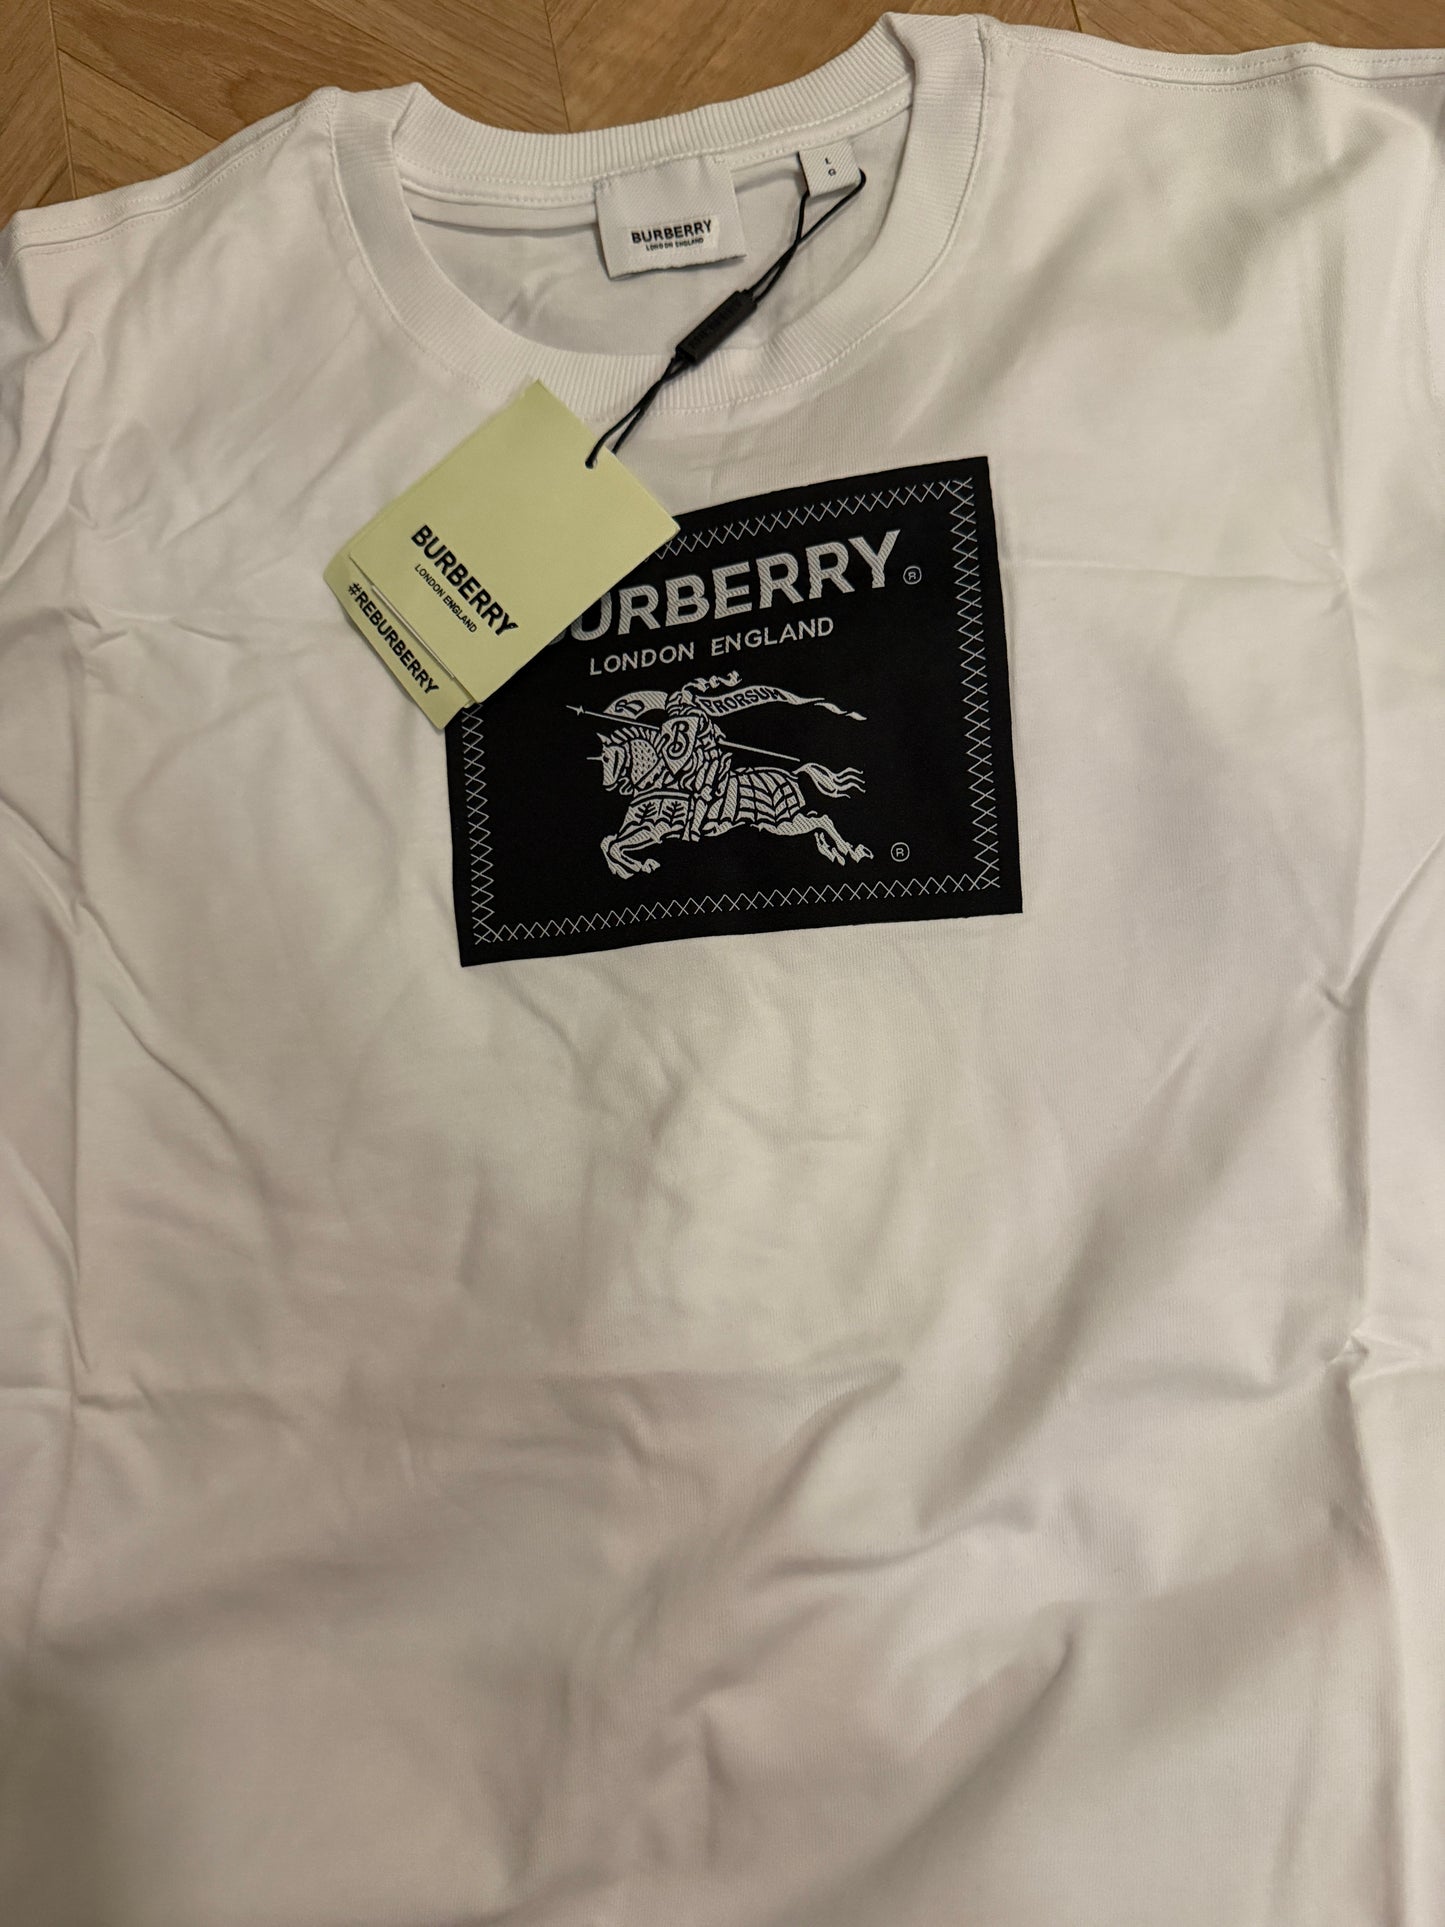 BURBERRY
LONDON ENGLAND
L
G
BURBERRY
LONDON ENGLAND
#REBURBERRY
BURBERRY ®
LONDON ENGLAND
B PRORSUM
B
®